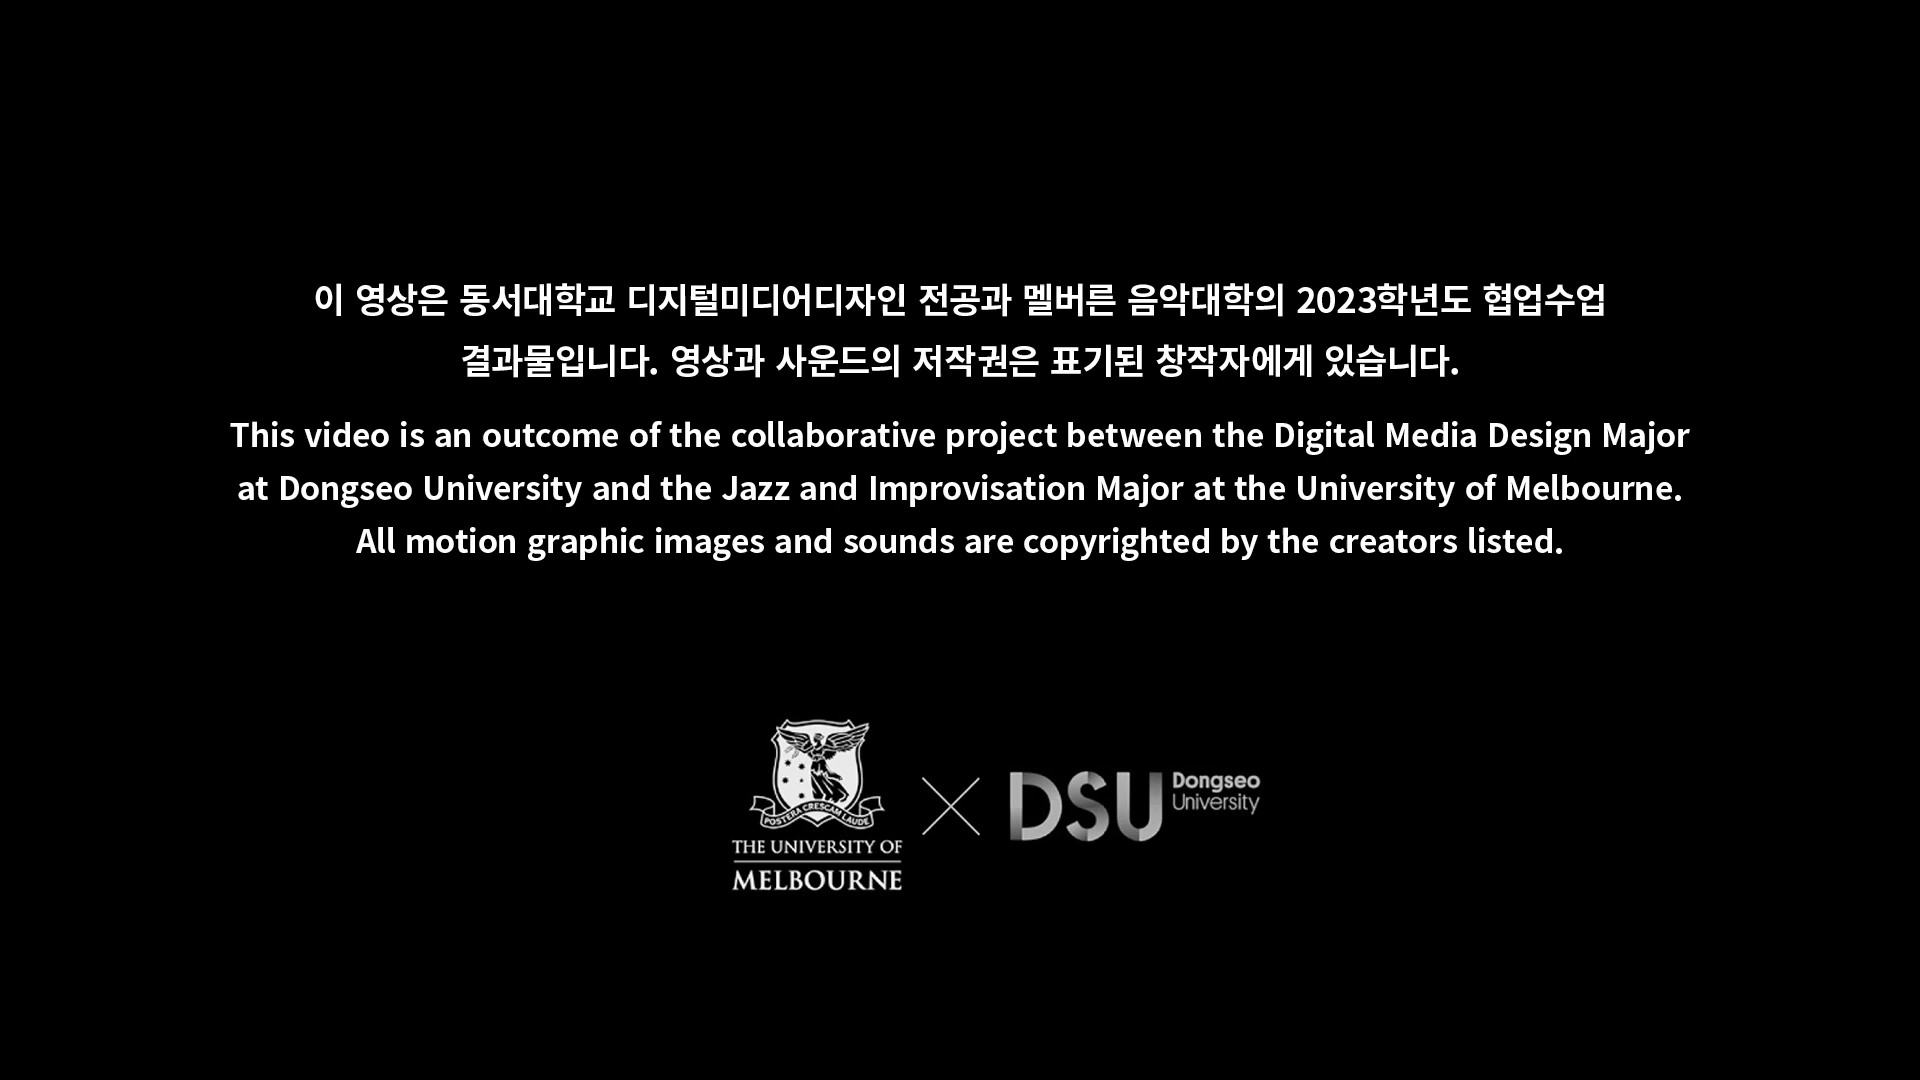 이 영상은 동서대학교 디지털미디어디자인 전공과 멜버른 음악대학의 2023학년도 협업수업
결과물입니다. 영상과 사운드의 저작권은 표기된 창작자에게 있습니다.
This video is an outcome of the collaborative project between the Digital Media Design Major
at Dongseo University and the Jazz and Improvisation Major at the University of Melbourne.
All motion graphic images and sounds are copyrighted by the creators listed.
POSTERA CRESCAM LAUDE
THE UNIVERSITY OF
MELBOURNE
DSU
Dongseo
University